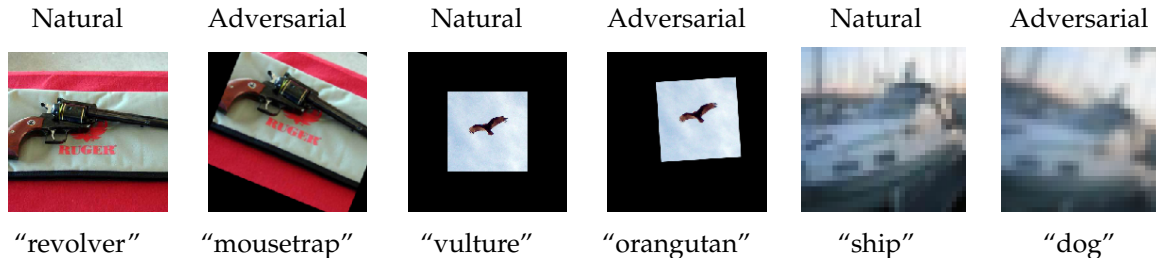 Natural Adversarial Natural Adversarial Natural Adversarial
RUGER
RUGER
“revolver” “mousetrap” “vulture” “orangutan” “ship” “dog”